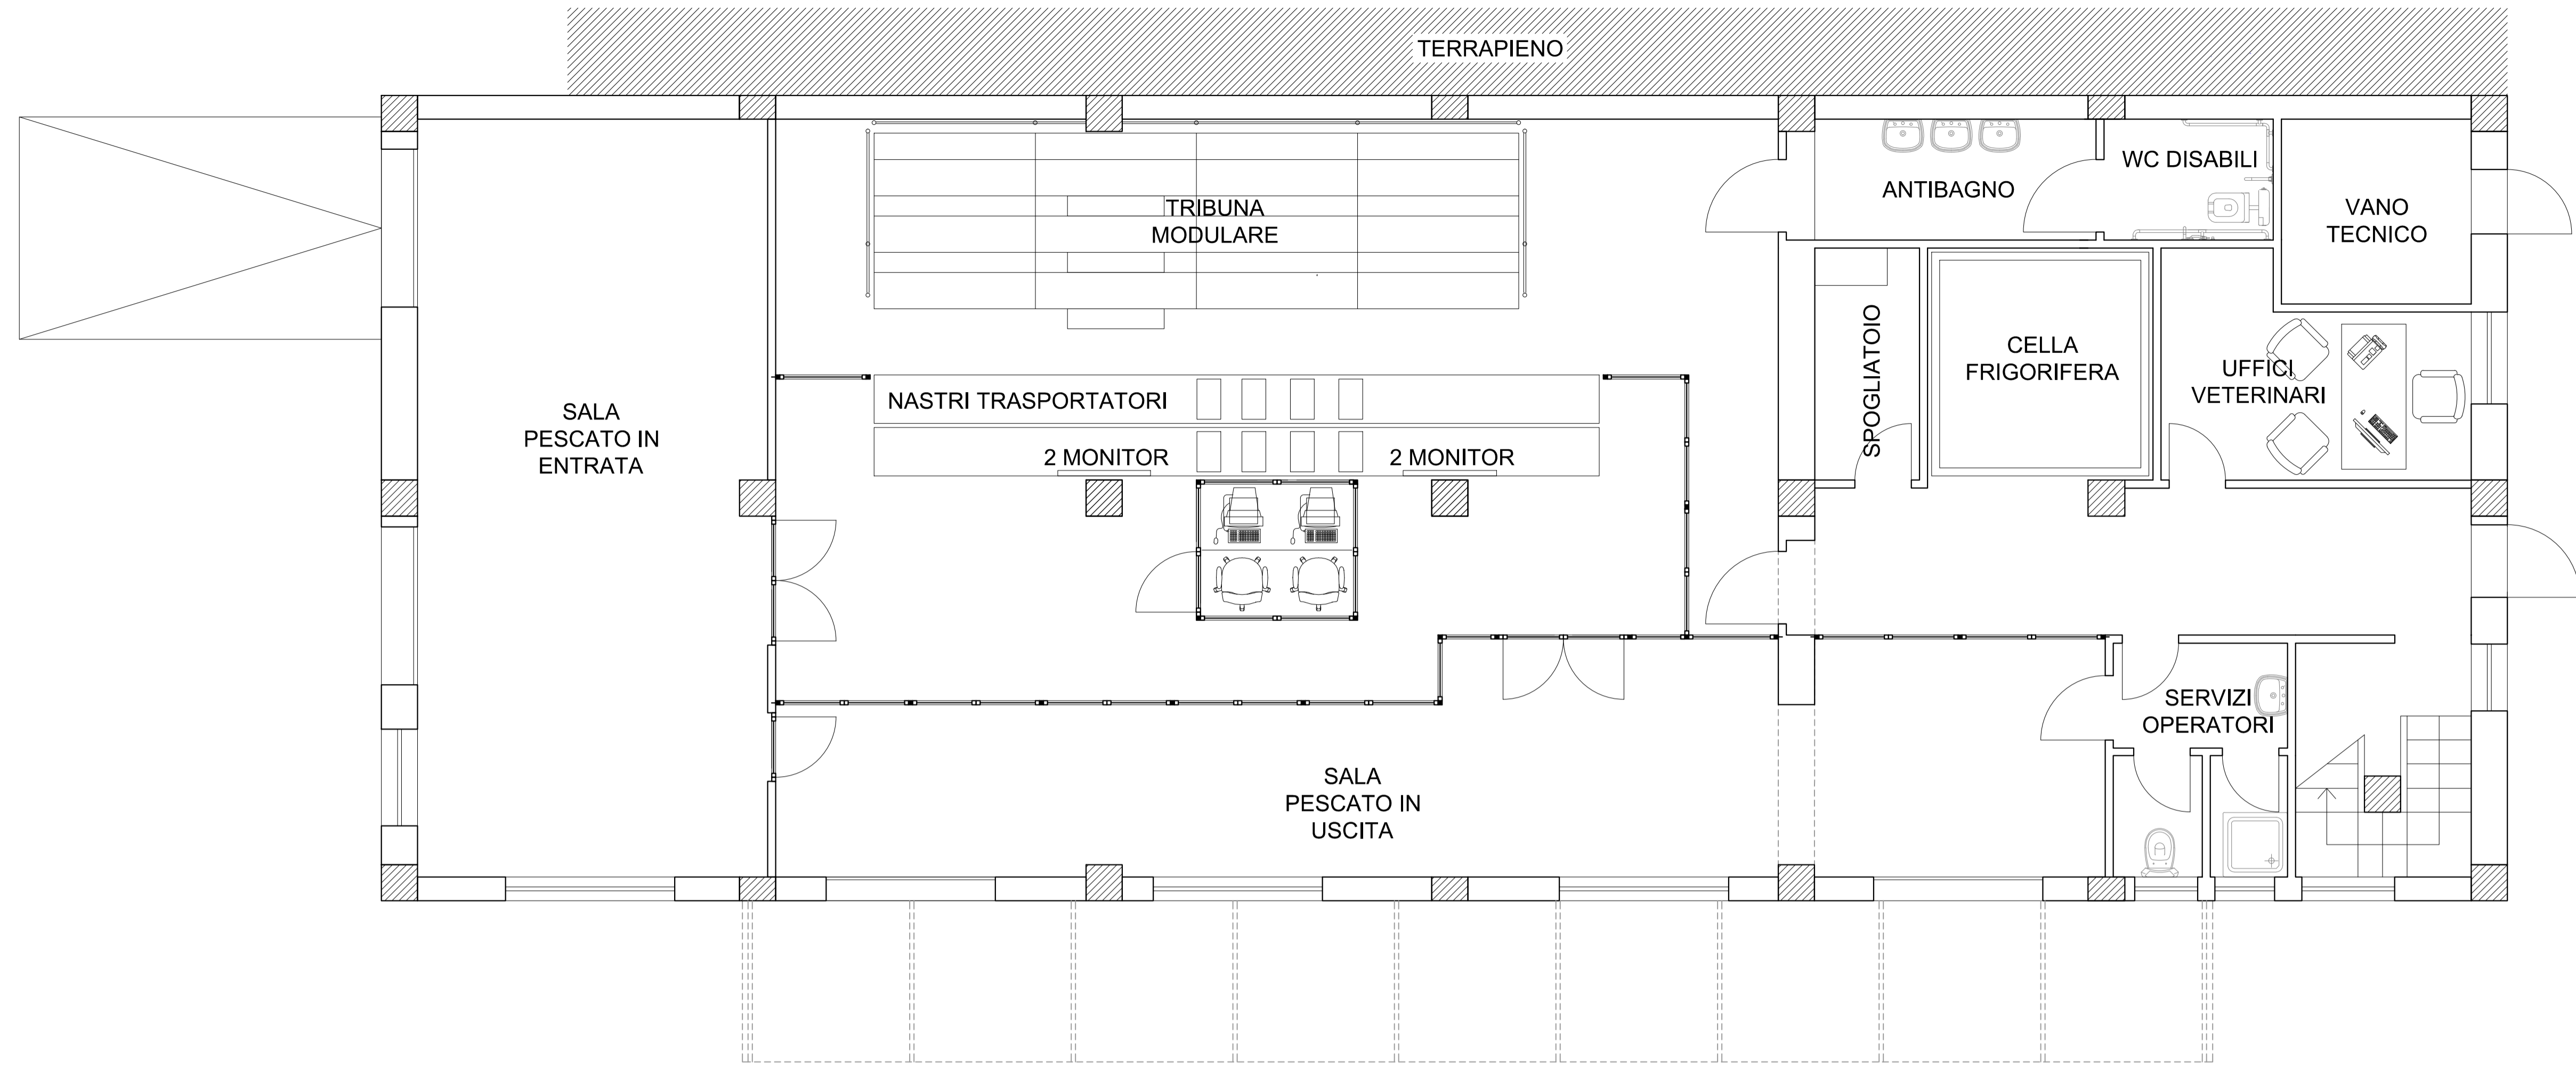 TERRAPIENO
WC DISABILI
ANTIBAGNO
TRIBUNA
MODULARE
VANO
TECNICO
SPOGLIATOIO
CELLA
FRIGORIFERA
UFFICI
VETERINARI
NASTRI TRASPORTATORI
SALA
PESCATO IN
ENTRATA
2 MONITOR
2 MONITOR
SERVIZI
OPERATORI
SALA
PESCATO IN
USCITA